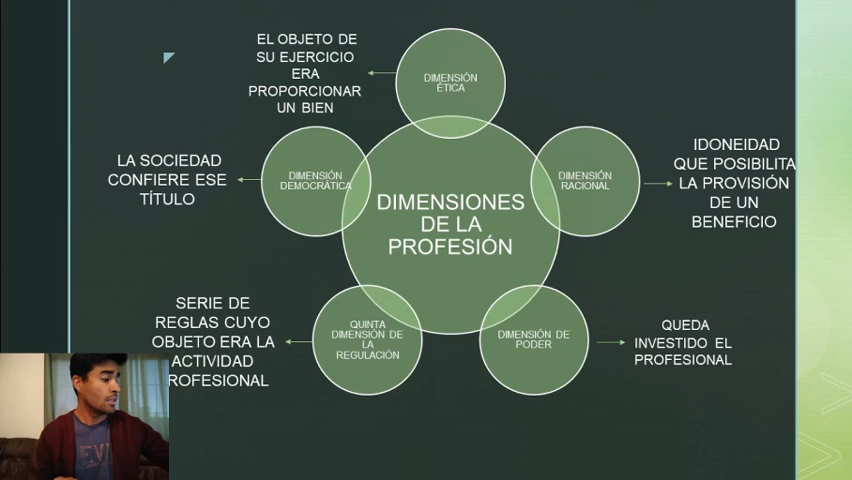 EL OBJETO DE
SU EJERCICIO
ERA
PROPORCIONAR
UN BIEN
DIMENSIÓN
ÉTICA
LA SOCIEDAD
CONFIERE ESE
TÍTULO
DIMENSIÓN
DEMOCRÁTICA
DIMENSIONES
DE LA
PROFESIÓN
DIMENSIÓN
RACIONAL
IDONEIDAD
QUE POSIBILITA
LA PROVISIÓN
DE UN
BENEFICIO
SERIE DE
REGLAS CUYO
OBJETO ERA LA
ACTIVIDAD
ROFESIONAL
QUINTA
DIMENSIÓN DE
LA
REGULACIÓN
DIMENSIÓN DE
PODER
QUEDA
INVESTIDO EL
PROFESIONAL